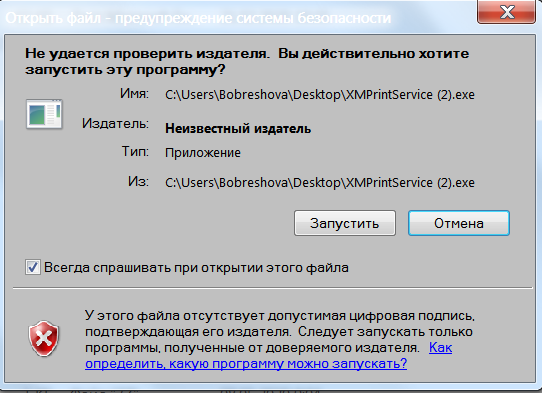 Открыть файл - предупреждение системы безопасности
Не удается проверить издателя. Вы действительно хотите
запустить эту программу?
Имя: C:\Users\Bobreshova\Desktop\XMPrintService (2).exe
Издатель: Неизвестный издатель
Тип: Приложение
Из: C:\Users\Bobreshova\Desktop\XMPrintService (2).exe
Запустить Отмена
Всегда спрашивать при открытии этого файла
У этого файла отсутствует допустимая цифровая подпись,
подтверждающая его издателя. Следует запускать только
программы, полученные от доверяемого издателя. Как
определить, какую программу можно запускать?